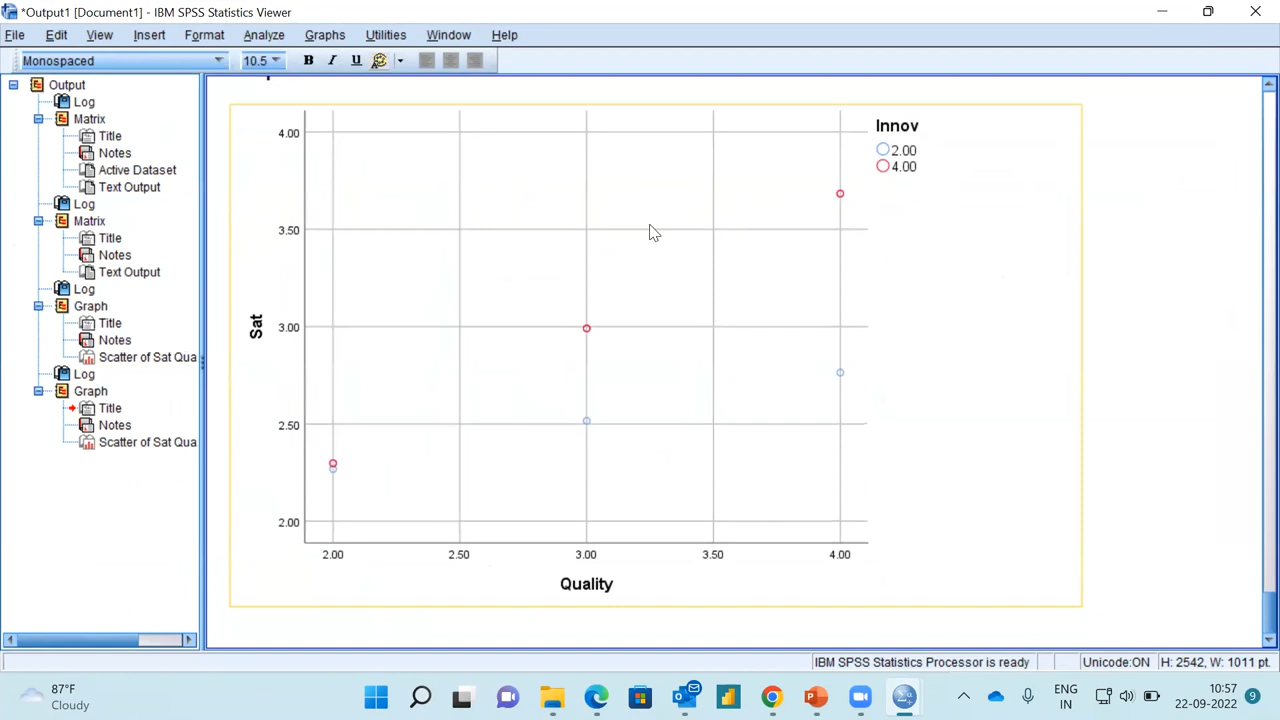 *Output1 [Document1] - IBM SPSS Statistics Viewer
File Edit View Insert Format Analyze Graphs Utilities Window Help
Monospaced 10.5 B I U
Output
Log
Matrix
Title
Notes
Active Dataset
Text Output
Log
Matrix
Title
Notes
Text Output
Log
Graph
Title
Notes
Scatter of Sat Qua
Log
Graph
Title
Notes
Scatter of Sat Qua
Innov
2.00
4.00
4.00
3.50
3.00
2.50
2.00
Sat
2.00 2.50 3.00 3.50 4.00
Quality
IBM SPSS Statistics Processor is ready Unicode:ON H: 2542, W: 1011 pt.
87°F
Cloudy
ENG
IN
10:57
22-09-2022
9